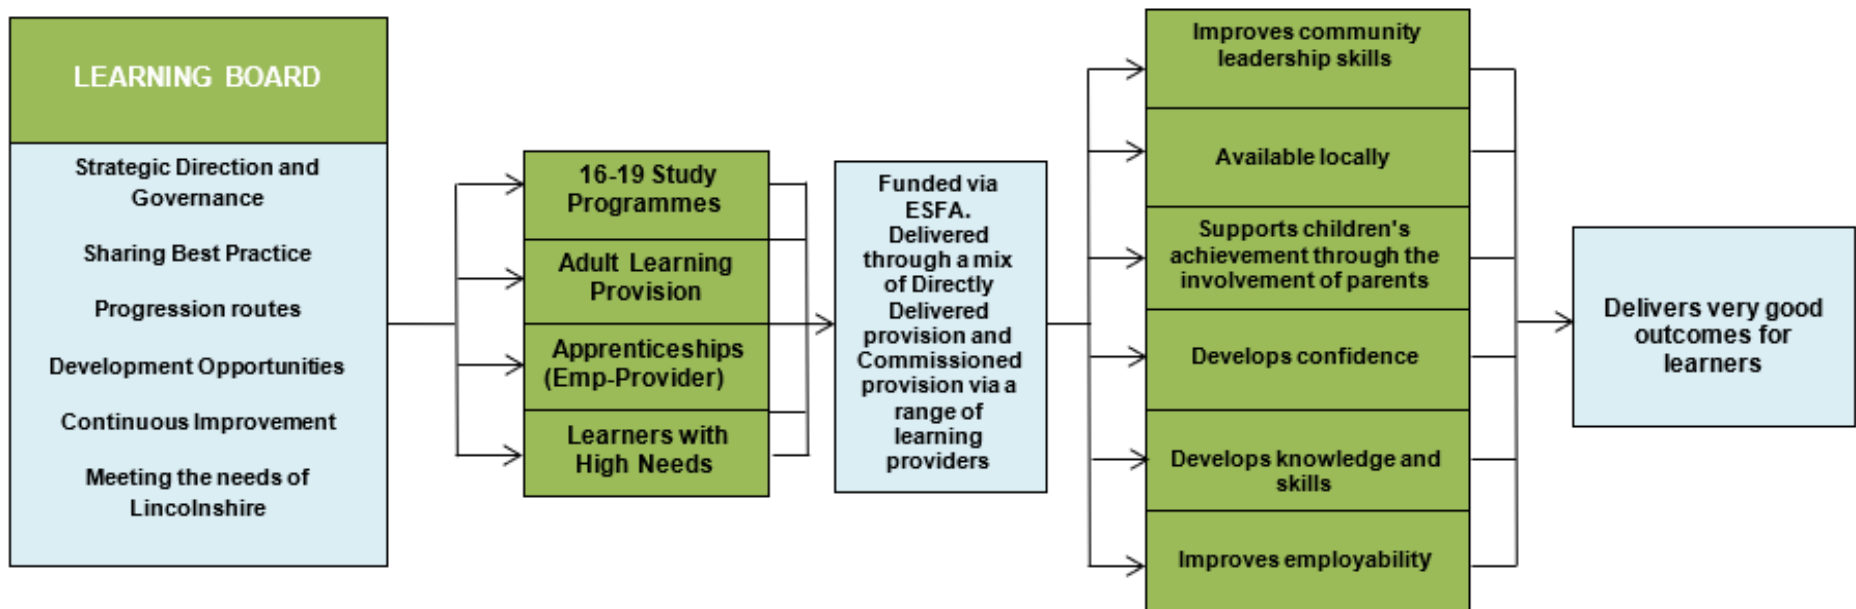 LEARNING BOARD
Strategic Direction and
Governance
Sharing Best Practice
Progression routes
Development Opportunities
Continuous Improvement
Meeting the needs of
Lincolnshire
16-19 Study
Programmes
Adult Learning
Provision
Apprenticeships
(Emp-Provider)
Learners with
High Needs
Funded via
ESFA.
Delivered
through a mix
of Directly
Delivered
provision and
Commissioned
provision via a
range of
learning
providers
Improves community
leadership skills
Available locally
Supports children's
achievement through the
involvement of parents
Develops confidence
Develops knowledge and
skills
Improves employability
Delivers very good
outcomes for
learners